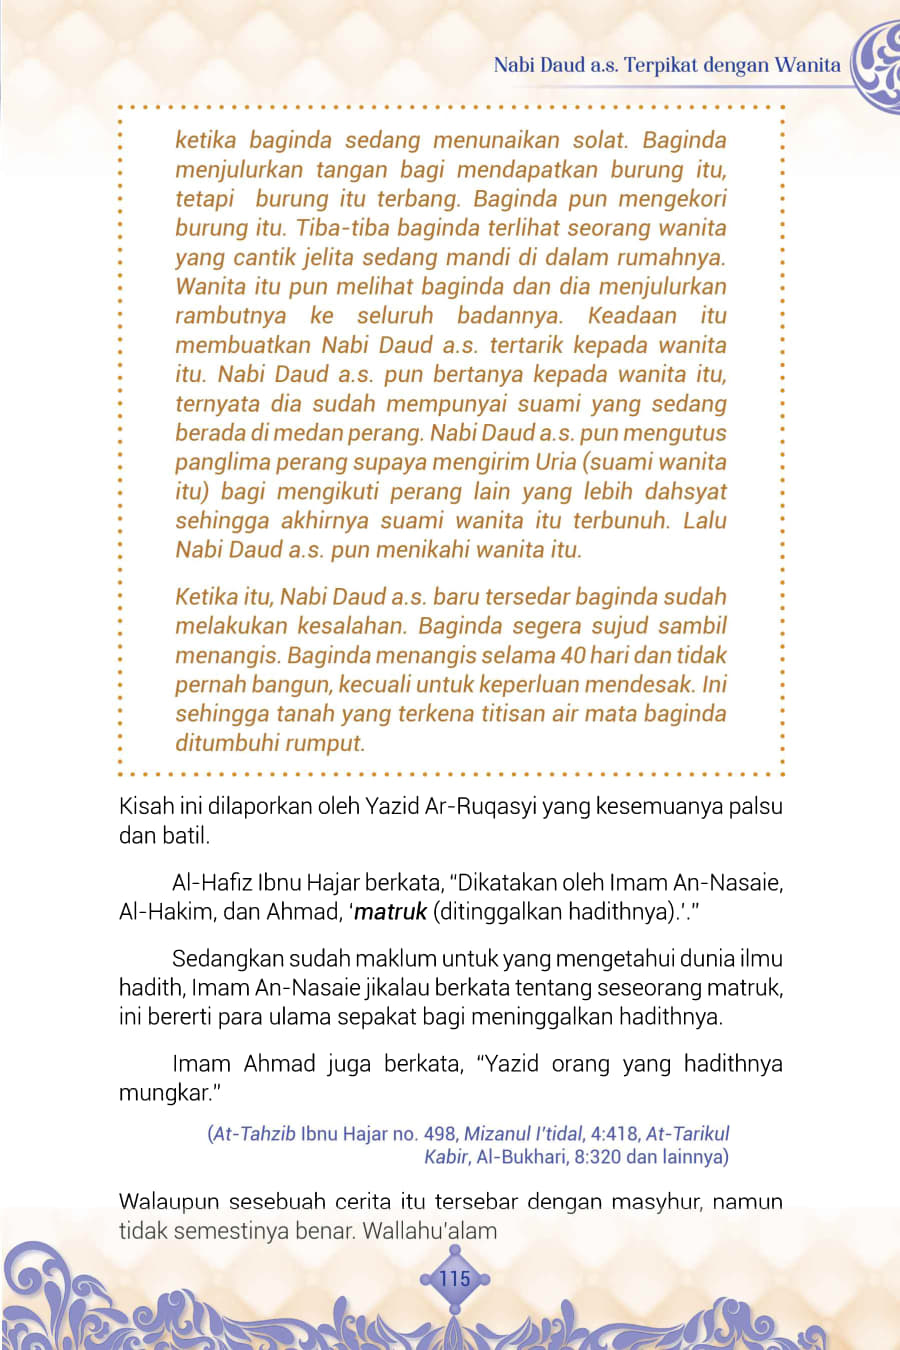 Nabi Daud a.s. Terpikat dengan Wanita
ketika baginda sedang menunaikan solat. Baginda
menjulurkan tangan bagi mendapatkan burung itu,
tetapi burung itu terbang. Baginda pun mengekori
burung itu. Tiba-tiba baginda terlihat seorang wanita
yang cantik jelita sedang mandi di dalam rumahnya.
Wanita itu pun melihat baginda dan dia menjulurkan
rambutnya ke seluruh badannya. Keadaan itu
membuatkan Nabi Daud a.s. tertarik kepada wanita
itu. Nabi Daud a.s. pun bertanya kepada wanita itu,
ternyata dia sudah mempunyai suami yang sedang
berada di medan perang. Nabi Daud a.s. pun mengutus
panglima perang supaya mengirim Uria (suami wanita
itu) bagi mengikuti perang lain yang lebih dahsyat
sehingga akhirnya suami wanita itu terbunuh. Lalu
Nabi Daud a.s. pun menikahi wanita itu.
Ketika itu, Nabi Daud a.s. baru tersedar baginda sudah
melakukan kesalahan. Baginda segera sujud sambil
menangis. Baginda menangis selama 40 hari dan tidak
pernah bangun, kecuali untuk keperluan mendesak. Ini
sehingga tanah yang terkena titisan air mata baginda
ditumbuhi rumput.
Kisah ini dilaporkan oleh Yazid Ar-Ruqasyi yang kesemuanya palsu
dan batil.
Al-Hafiz Ibnu Hajar berkata, “Dikatakan oleh Imam An-Nasaie,
Al-Hakim, dan Ahmad, ‘matruk (ditinggalkan hadithnya).’.”
Sedangkan sudah maklum untuk yang mengetahui dunia ilmu
hadith, Imam An-Nasaie jikalau berkata tentang seseorang matruk,
ini bererti para ulama sepakat bagi meninggalkan hadithnya.
Imam Ahmad juga berkata, “Yazid orang yang hadithnya
mungkar.”
(At-Tahzib Ibnu Hajar no. 498, Mizanul I’tidal, 4:418, At-Tarikul
Kabir, Al-Bukhari, 8:320 dan lainnya)
Walaupun sesebuah cerita itu tersebar dengan masyhur, namun
tidak semestinya benar. Wallahu’alam
115